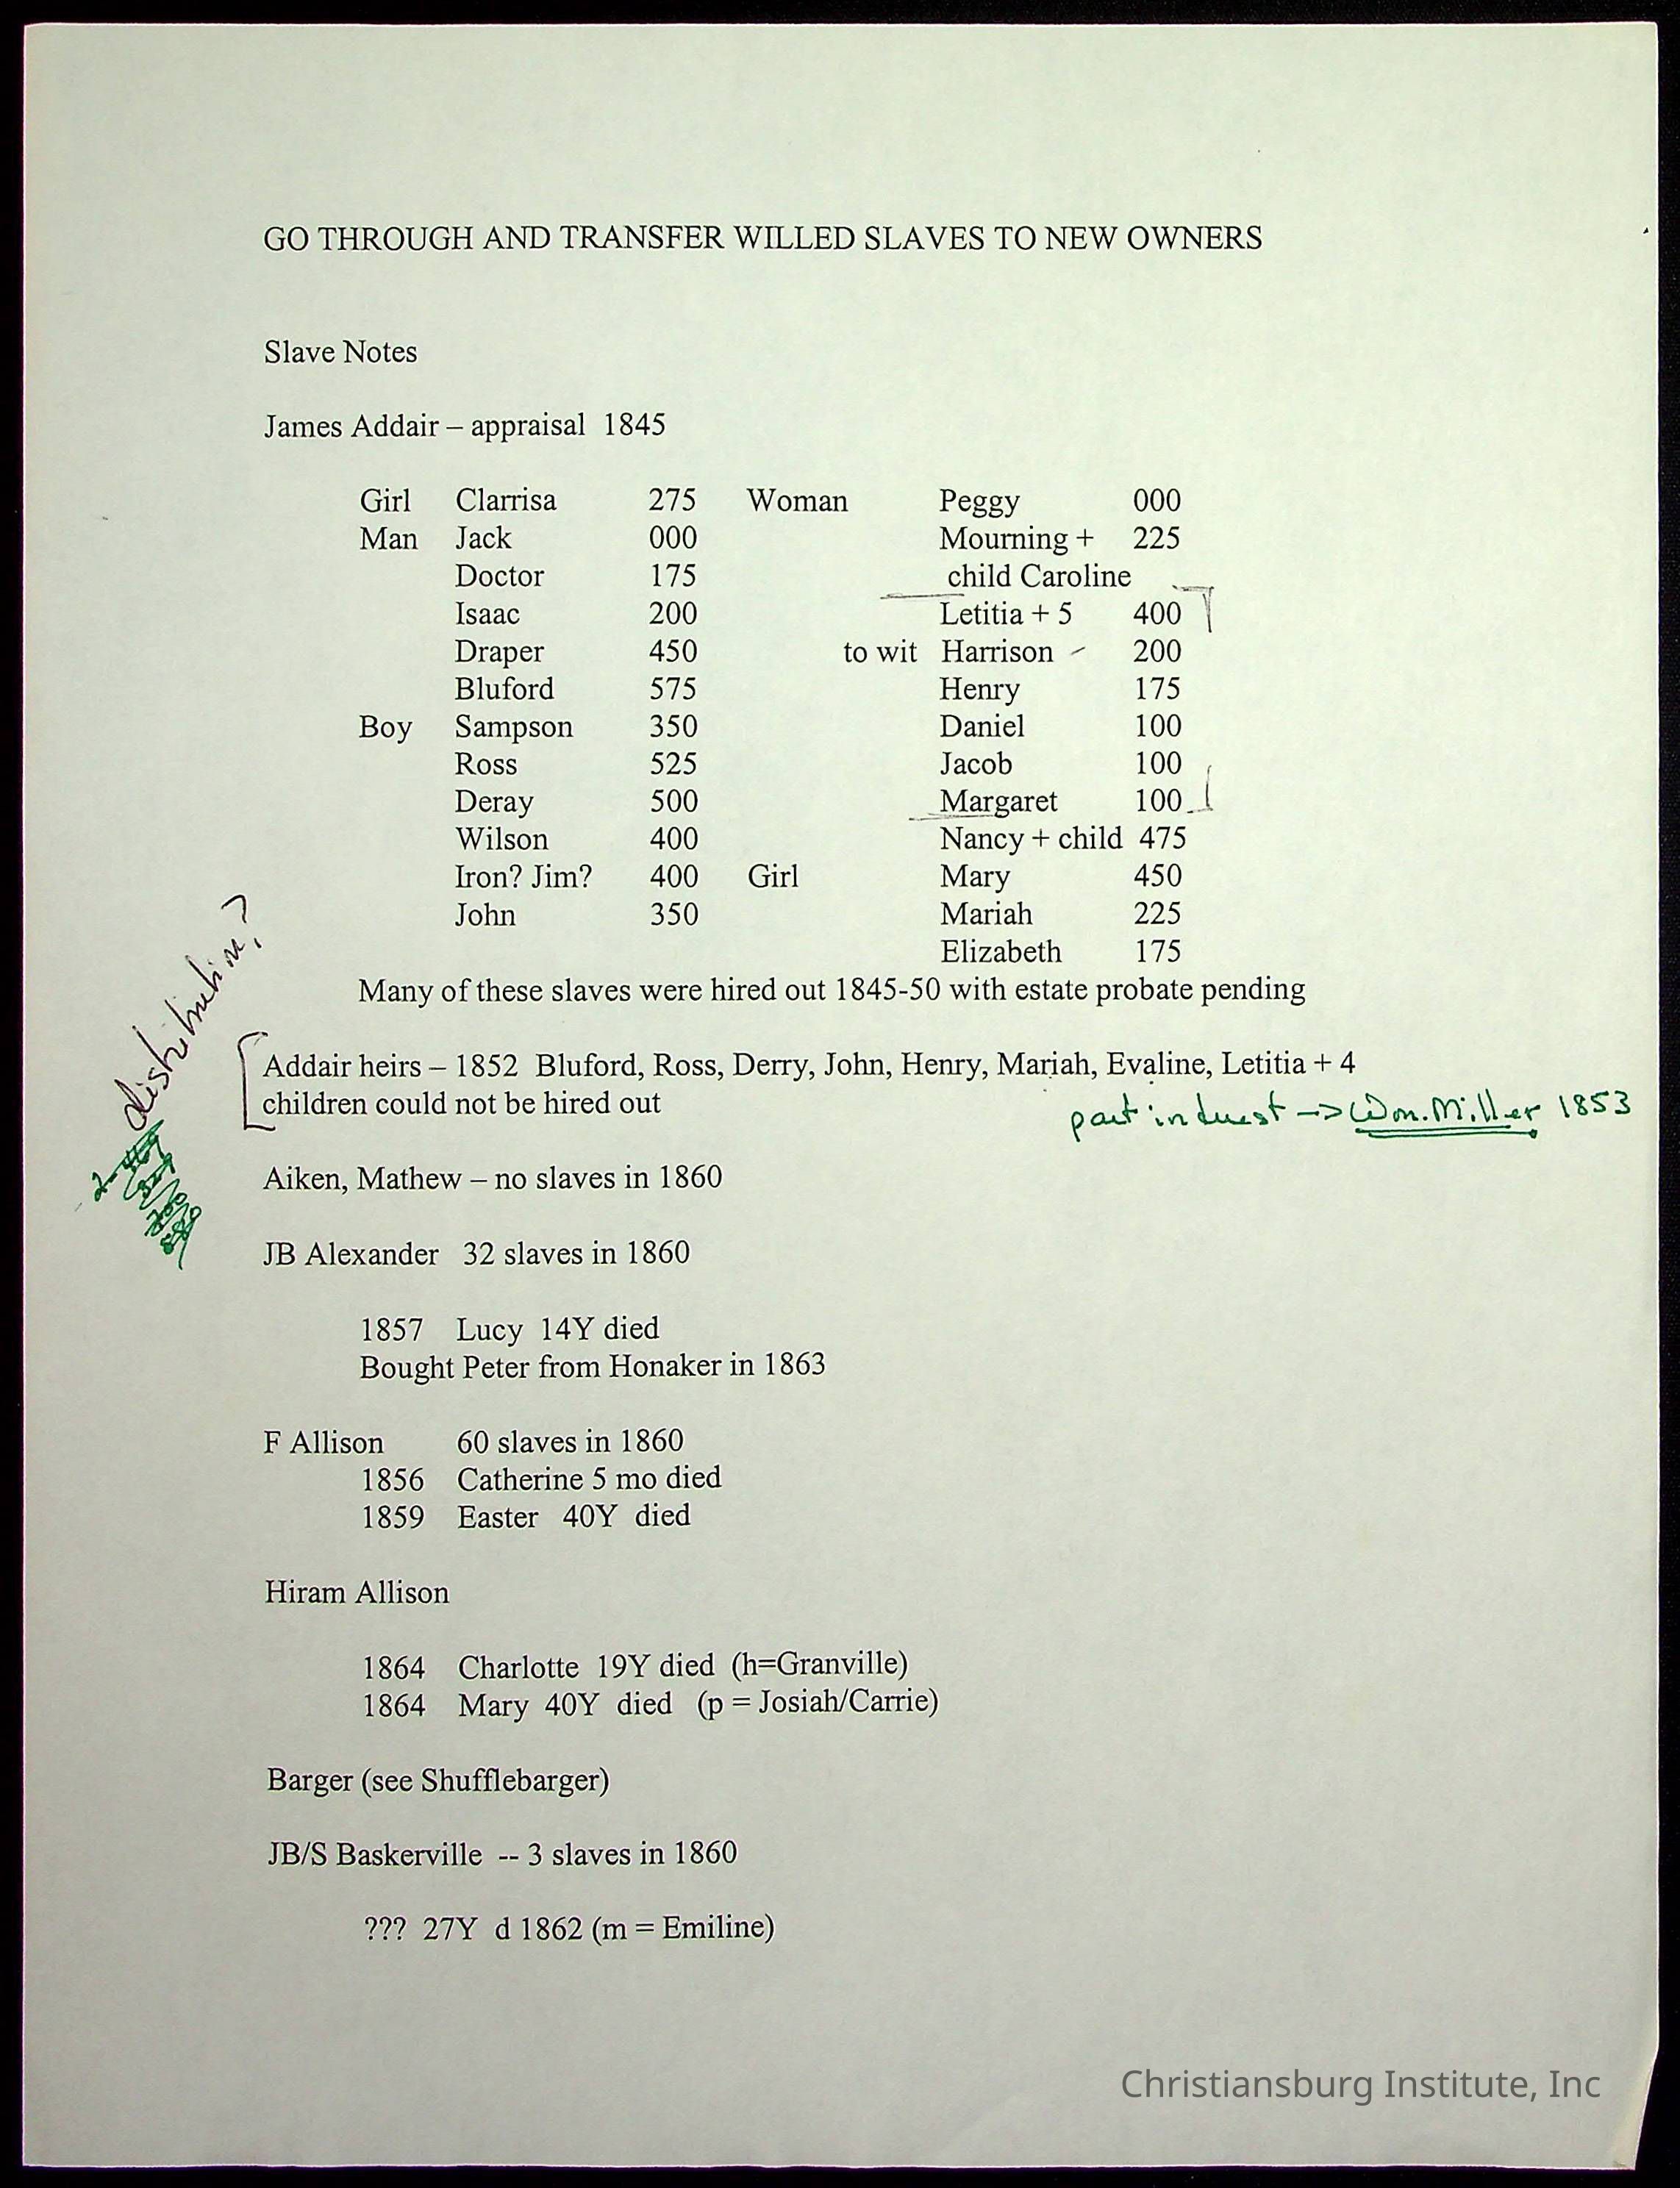 GO THROUGH AND TRANSFER WILLED SLAVES TO NEW OWNERS
Slave Notes
James Addair – appraisal 1845
Girl Clarrisa 275 Woman Peggy 000
Man Jack 000 Mourning + 225
Doctor 175 child Caroline
Isaac 200 Letitia + 5 400
Draper 450 to wit Harrison 200
Bluford 575 Henry 175
Boy Sampson 350 Daniel 100
Ross 525 Jacob 100
Deray 500 Margaret 100
Wilson 400 Nancy + child 475
Iron? Jim? 400 Girl Mary 450
John 350 Mariah 225
Elizabeth 175
Many of these slaves were hired out 1845-50 with estate probate pending
distribution?
Addair heirs – 1852 Bluford, Ross, Derry, John, Henry, Mariah, Evaline, Letitia + 4
children could not be hired out
part interest -> Wm. Miller 1853
Aiken, Mathew – no slaves in 1860
JB Alexander 32 slaves in 1860
1857 Lucy 14Y died
Bought Peter from Honaker in 1863
F Allison 60 slaves in 1860
1856 Catherine 5 mo died
1859 Easter 40Y died
Hiram Allison
1864 Charlotte 19Y died (h=Granville)
1864 Mary 40Y died (p = Josiah/Carrie)
Barger (see Shufflebarger)
JB/S Baskerville -- 3 slaves in 1860
??? 27Y d 1862 (m = Emiline)
Christiansburg Institute, Inc